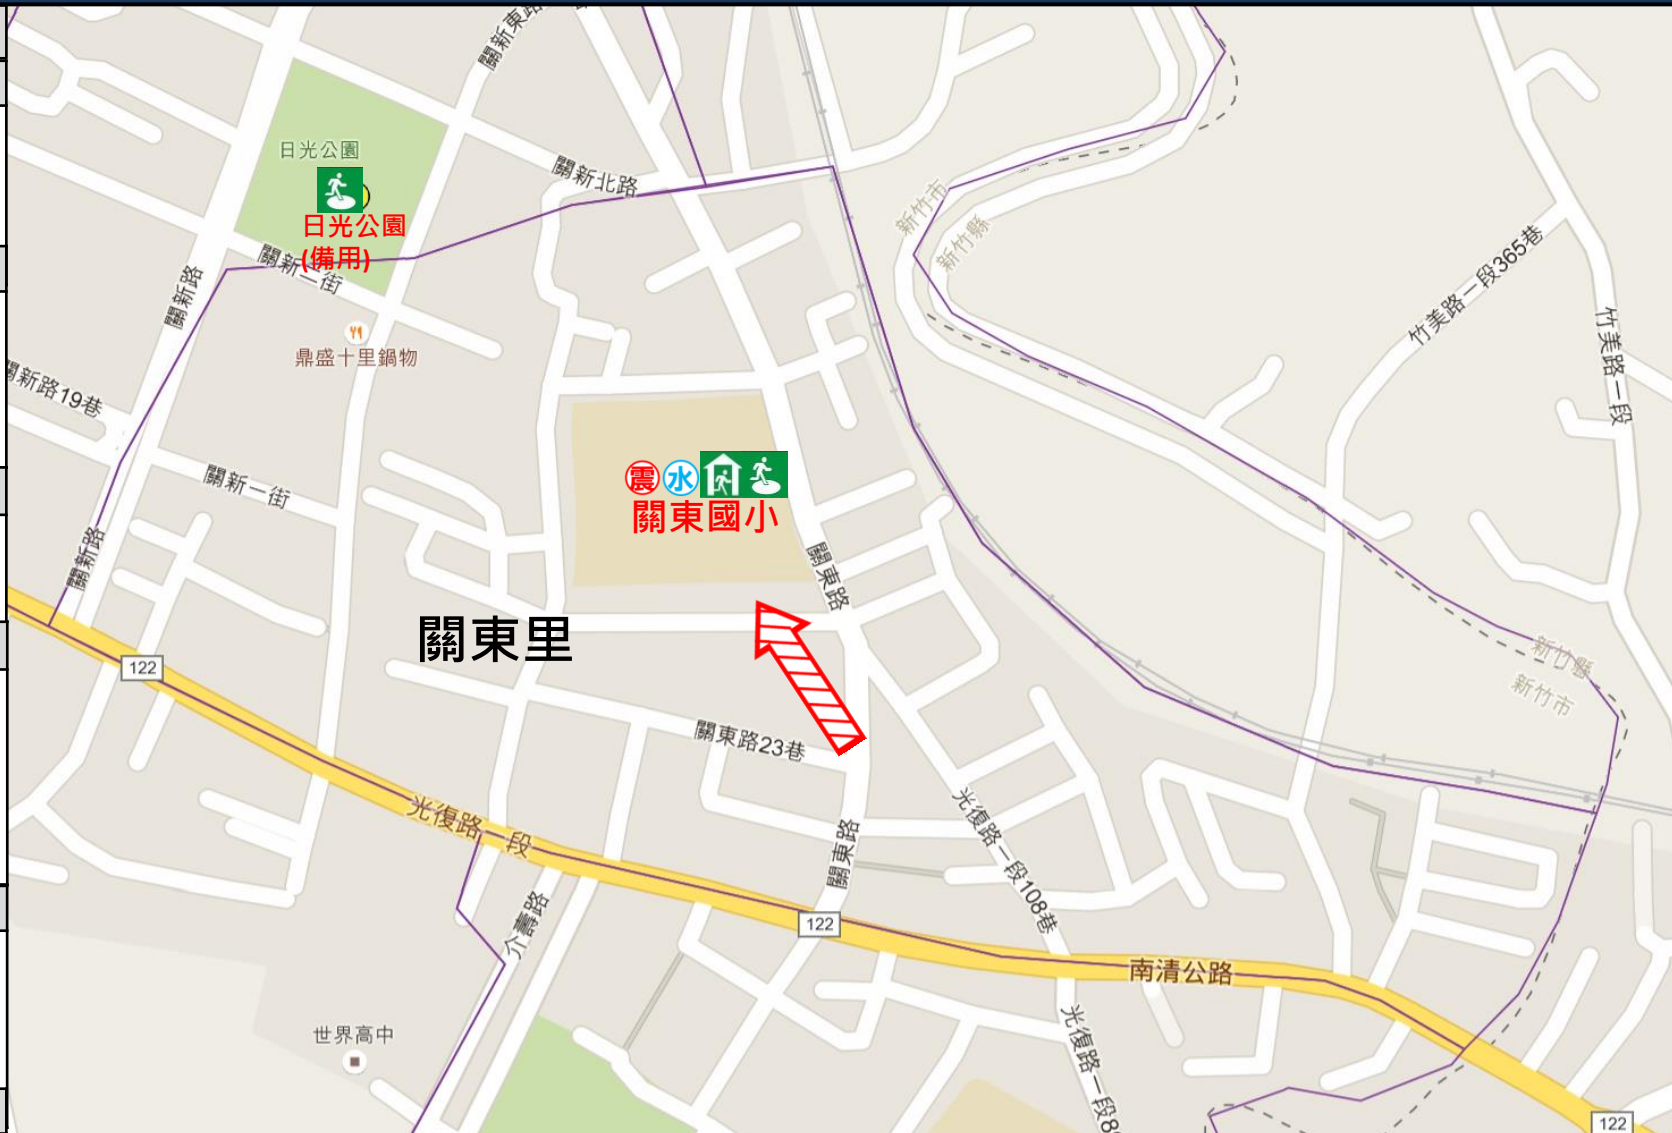 關新東路
日光公園
關新北路
日光公園
(備用)
新竹市
新竹縣
關新二街
關新路
竹美路一段365巷
竹美路一段
鼎盛十里鍋物
關新路19巷
關新一街
震
水
關東國小
關新路
關東路
關東里
122
新竹縣
新竹市
關東路23巷
光復路一段
光復路一段108巷
關東路
122
介壽路
南清公路
世界高中
光復路一段8
122